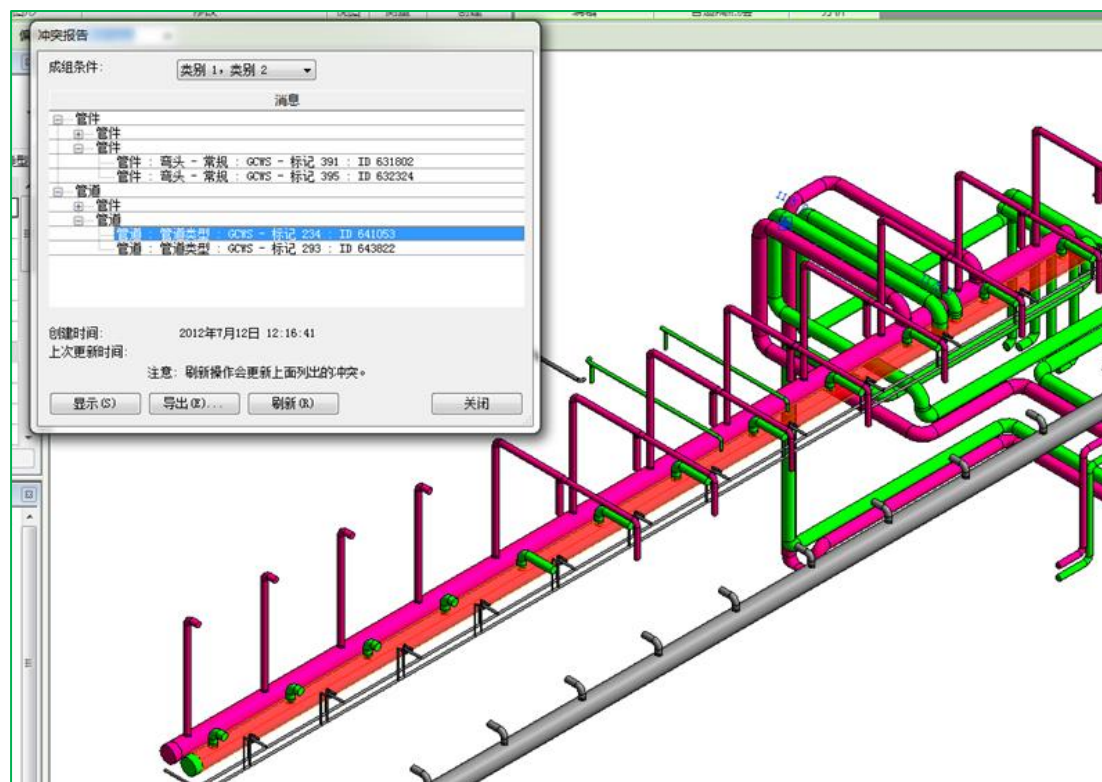 冲突报告
成组条件:
类别 1，类别 2
消息
管件
管件
管件
管件 : 弯头 - 常规 : GCWS - 标记 391 : ID 631802
管件 : 弯头 - 常规 : GCWS - 标记 395 : ID 632324
管道
管件
管道
管道 : 管道类型 : GCWS - 标记 234 : ID 641053
管道 : 管道类型 : GCWS - 标记 293 : ID 643822
创建时间: 2012年7月12日 12:16:41
上次更新时间:
注意: 刷新操作会更新上面列出的冲突。
显示(S) 导出(E)... 刷新(R) 关闭